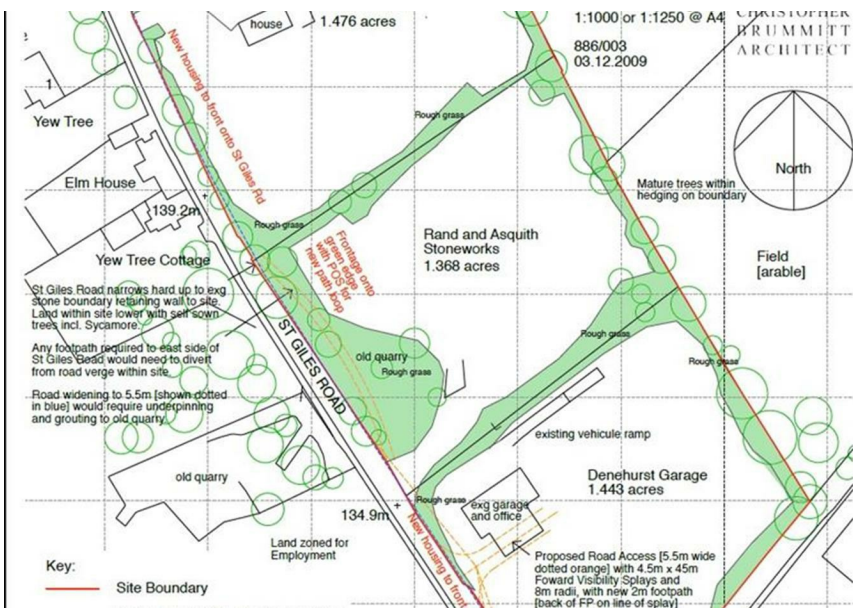 house
1.476 acres
1:1000 or 1:1250 @ A4
886/003
03.12.2009
CHRISTOPHER
BRUMMITT
ARCHITECT
New housing to front onto St Giles Rd
1
Yew Tree
Elm House
139.2m
Yew Tree Cottage
Rough grass
Rough grass
Rand and Asquith
Stoneworks
1.368 acres
Mature trees within
hedging on boundary
North
Field
[arable]
Frontage onto
green edge
with POS for
new path loop
St Giles Road narrows hard up to exg
stone boundary retaining wall to site.
Land within site lower with self sown
trees incl. Sycamore.
Any footpath required to east side of
St Giles Road would need to divert
from road verge within site.
Road widening to 5.5m [shown dotted
in blue] would require underpinning
and grouting to old quarry.
ST GILES ROAD
old quarry
Rough grass
Rough grass
Rough grass
existing vehicule ramp
old quarry
Denehurst Garage
1.443 acres
Rough grass
exg garage
and office
134.9m
Land zoned for
Employment
New housing to front
Proposed Road Access [5.5m wide
dotted orange] with 4.5m x 45m
Foward Visibility Splays and
8m radii, with new 2m footpath
[back of FP on line of splay]
Key:
Site Boundary